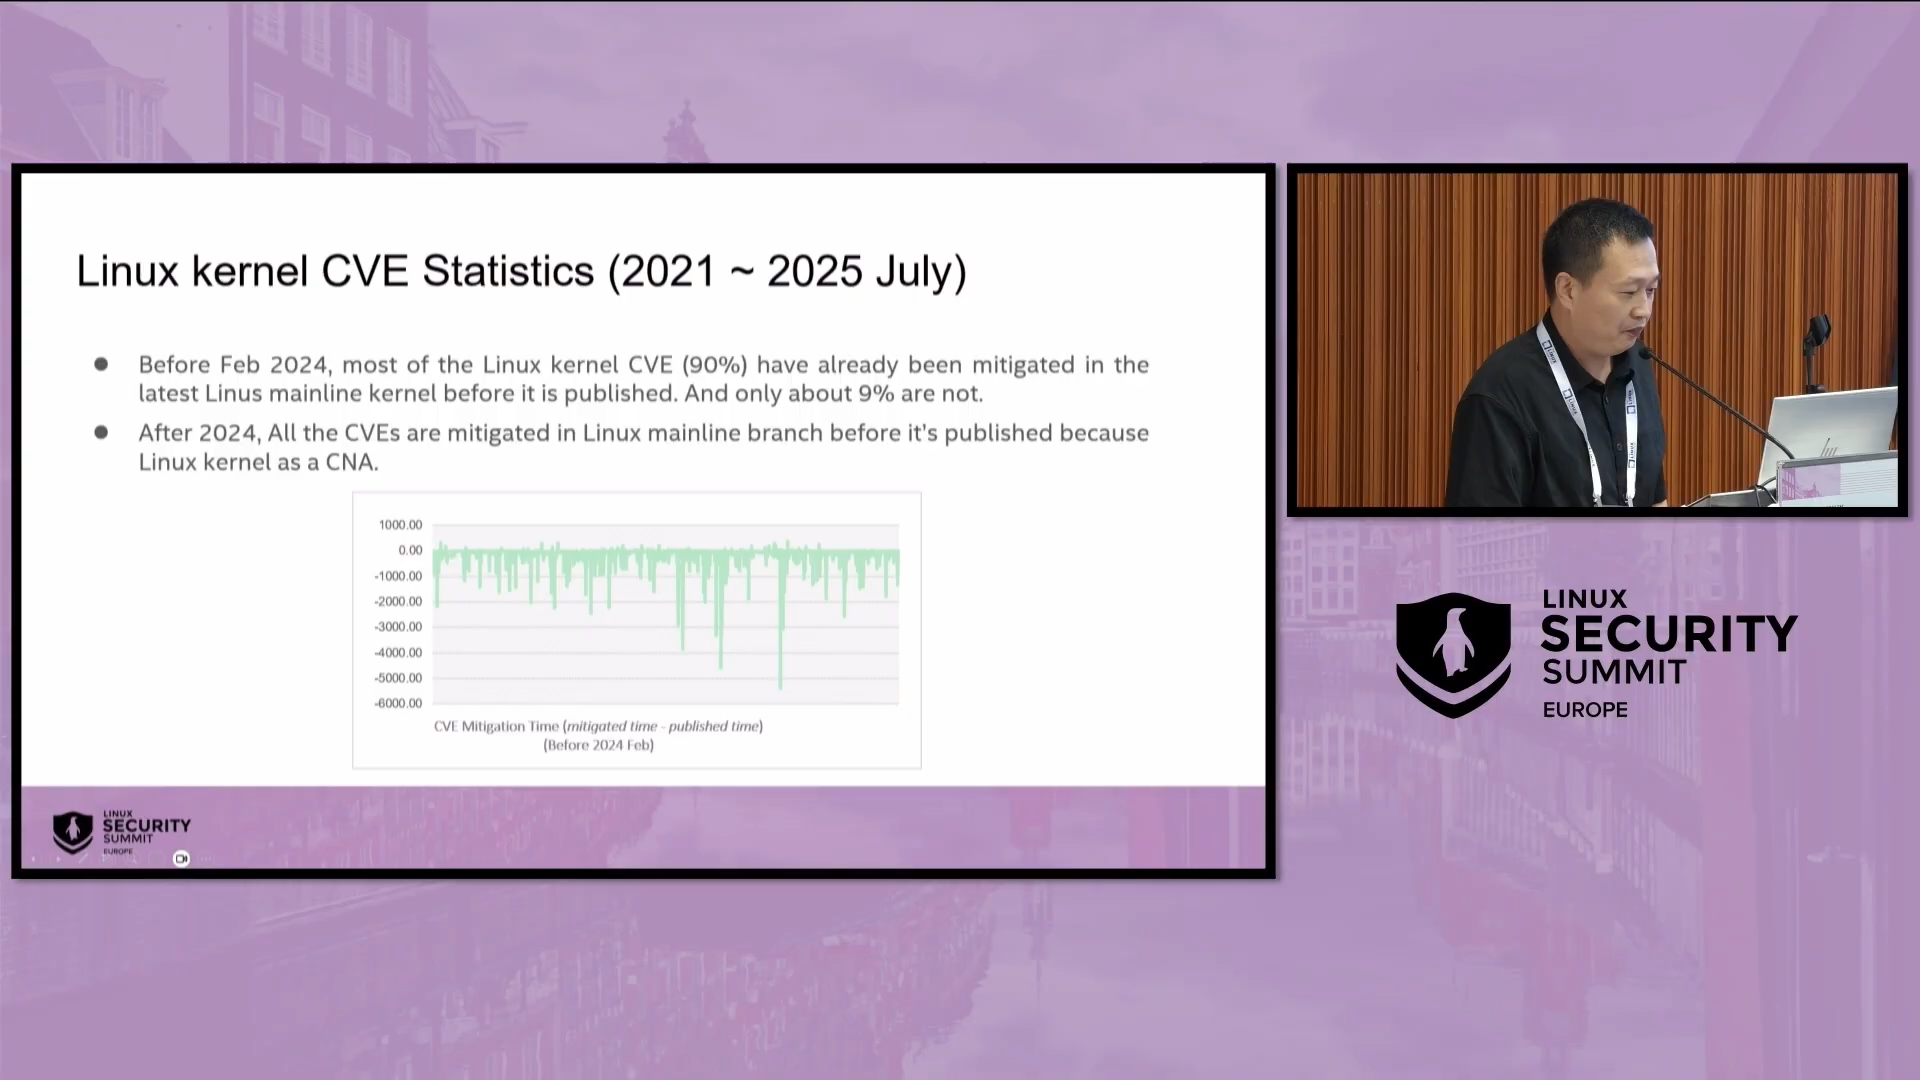 Linux kernel CVE Statistics (2021 ~ 2025 July)
Before Feb 2024, most of the Linux kernel CVE (90%) have already been mitigated in the
latest Linus mainline kernel before it is published. And only about 9% are not.
After 2024, All the CVEs are mitigated in Linux mainline branch before it's published because
Linux kernel as a CNA.
1000.00
0.00
-1000.00
-2000.00
-3000.00
-4000.00
-5000.00
-6000.00
CVE Mitigation Time (mitigated time - published time)
(Before 2024 Feb)
LINUX
SECURITY
SUMMIT
EUROPE
LINUX
SECURITY
SUMMIT
EUROPE